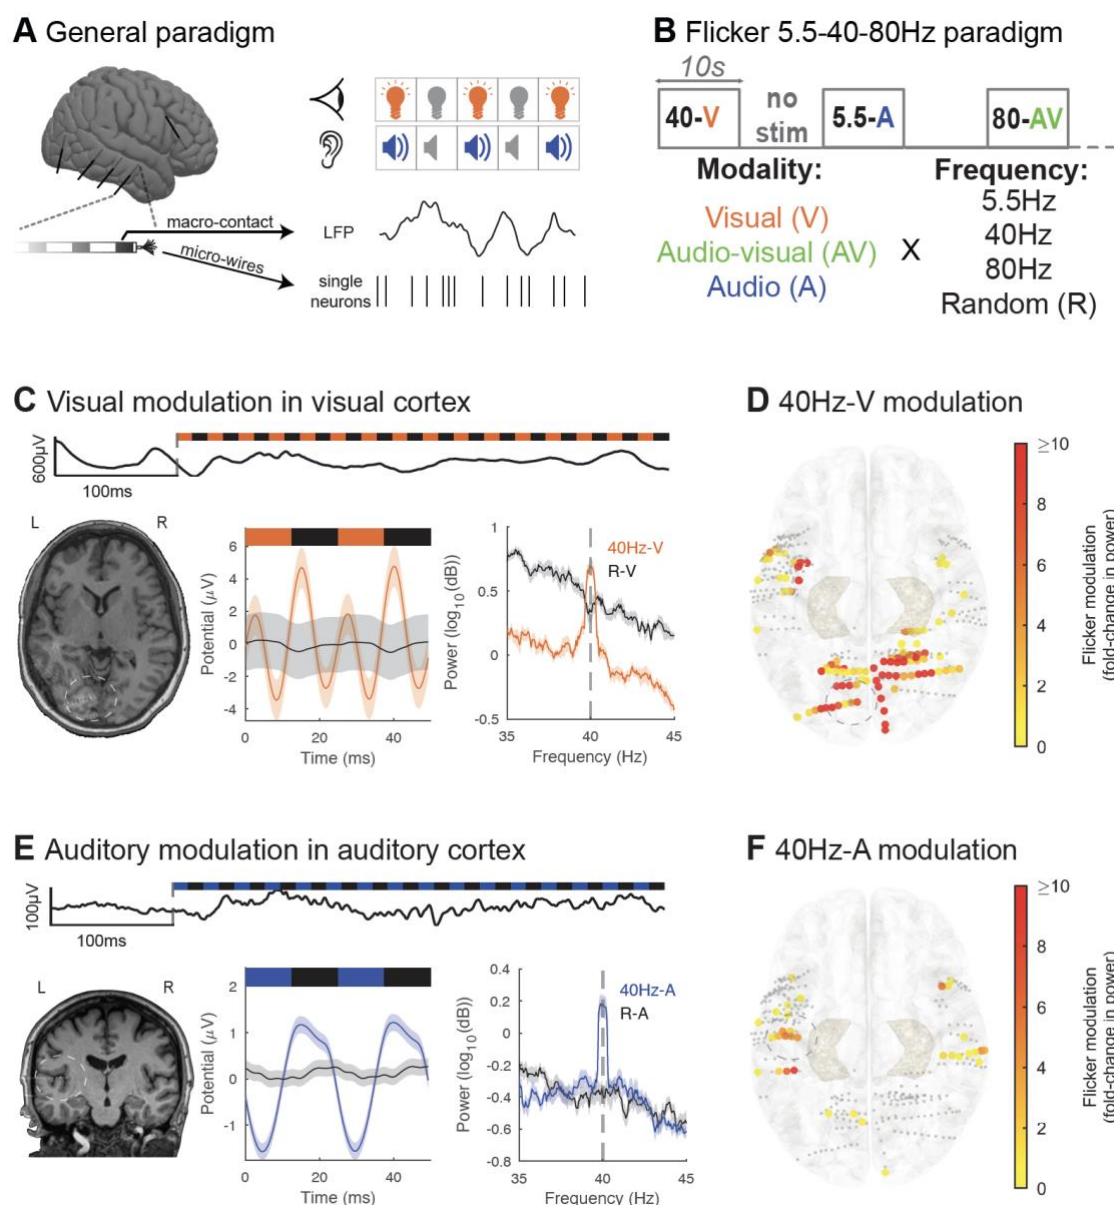 A General paradigm
macro-contact
micro-wires
LFP
single
neurons
B Flicker 5.5-40-80Hz paradigm
10s
40-V
no
stim
5.5-A
80-AV
Modality:
Visual (V)
Audio-visual (AV)
Audio (A)
X
Frequency:
5.5Hz
40Hz
80Hz
Random (R)
C Visual modulation in visual cortex
600µV
100ms
L
R
Potential (µV)
6
4
2
0
-2
-4
0
20
40
Time (ms)
Power (log10(dB))
1
0.5
0
-0.5
40Hz-V
R-V
35
40
45
Frequency (Hz)
D 40Hz-V modulation
≥10
8
6
4
2
0
Flicker modulation
(fold-change in power)
E Auditory modulation in auditory cortex
100µV
100ms
L
R
Potential (µV)
2
1
0
-1
0
20
40
Time (ms)
Power (log10(dB))
0.4
0.2
0
-0.2
-0.4
-0.6
-0.8
40Hz-A
R-A
35
40
45
Frequency (Hz)
F 40Hz-A modulation
≥10
8
6
4
2
0
Flicker modulation
(fold-change in power)